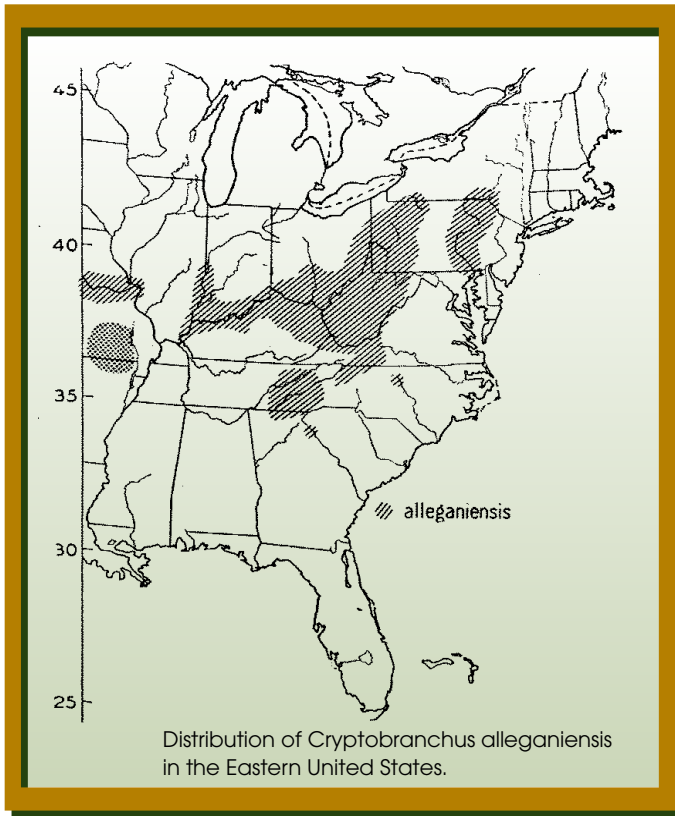 45
40
35
30
25
alleganiensis
Distribution of Cryptobranchus alleganiensis
in the Eastern United States.